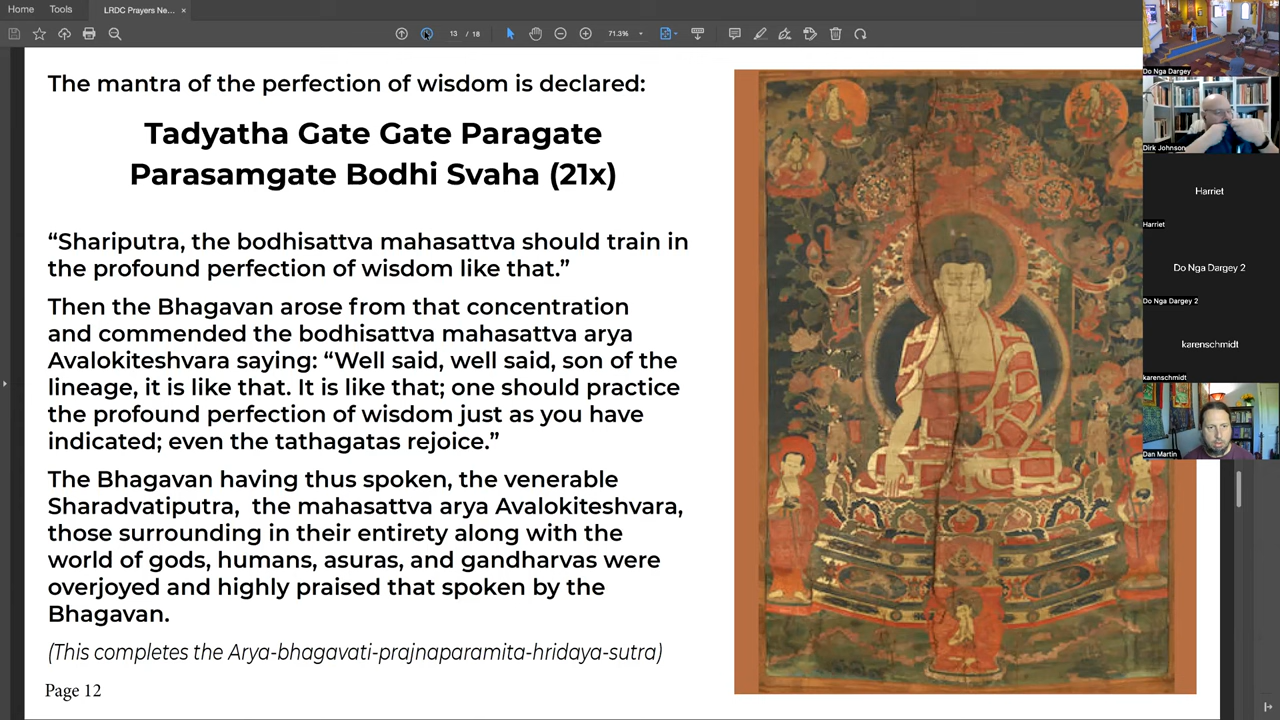 Home Tools LRDC Prayers Ne... ×
13 / 18 71.3%
The mantra of the perfection of wisdom is declared:
Tadyatha Gate Gate Paragate
Parasamgate Bodhi Svaha (21x)
“Shariputra, the bodhisattva mahasattva should train in
the profound perfection of wisdom like that.”
Then the Bhagavan arose from that concentration
and commended the bodhisattva mahasattva arya
Avalokiteshvara saying: “Well said, well said, son of the
lineage, it is like that. It is like that; one should practice
the profound perfection of wisdom just as you have
indicated; even the tathagatas rejoice.”
The Bhagavan having thus spoken, the venerable
Sharadvatiputra, the mahasattva arya Avalokiteshvara,
those surrounding in their entirety along with the
world of gods, humans, asuras, and gandharvas were
overjoyed and highly praised that spoken by the
Bhagavan.
(This completes the Arya-bhagavati-prajnaparamita-hridaya-sutra)
Page 12
Do Nga Dargey
Dirk Johnson
Harriet
Harriet
Do Nga Dargey 2
Do Nga Dargey 2
karenschmidt
karenschmidt
Dan Martin